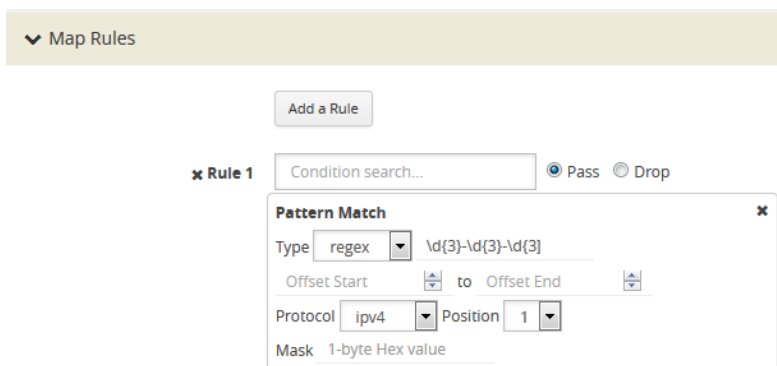 Map Rules
Add a Rule
Rule 1 Condition search... Pass Drop
Pattern Match
Type regex \d{3}-\d{3}-\d{3]
Offset Start to Offset End
Protocol ipv4 Position 1
Mask 1-byte Hex value